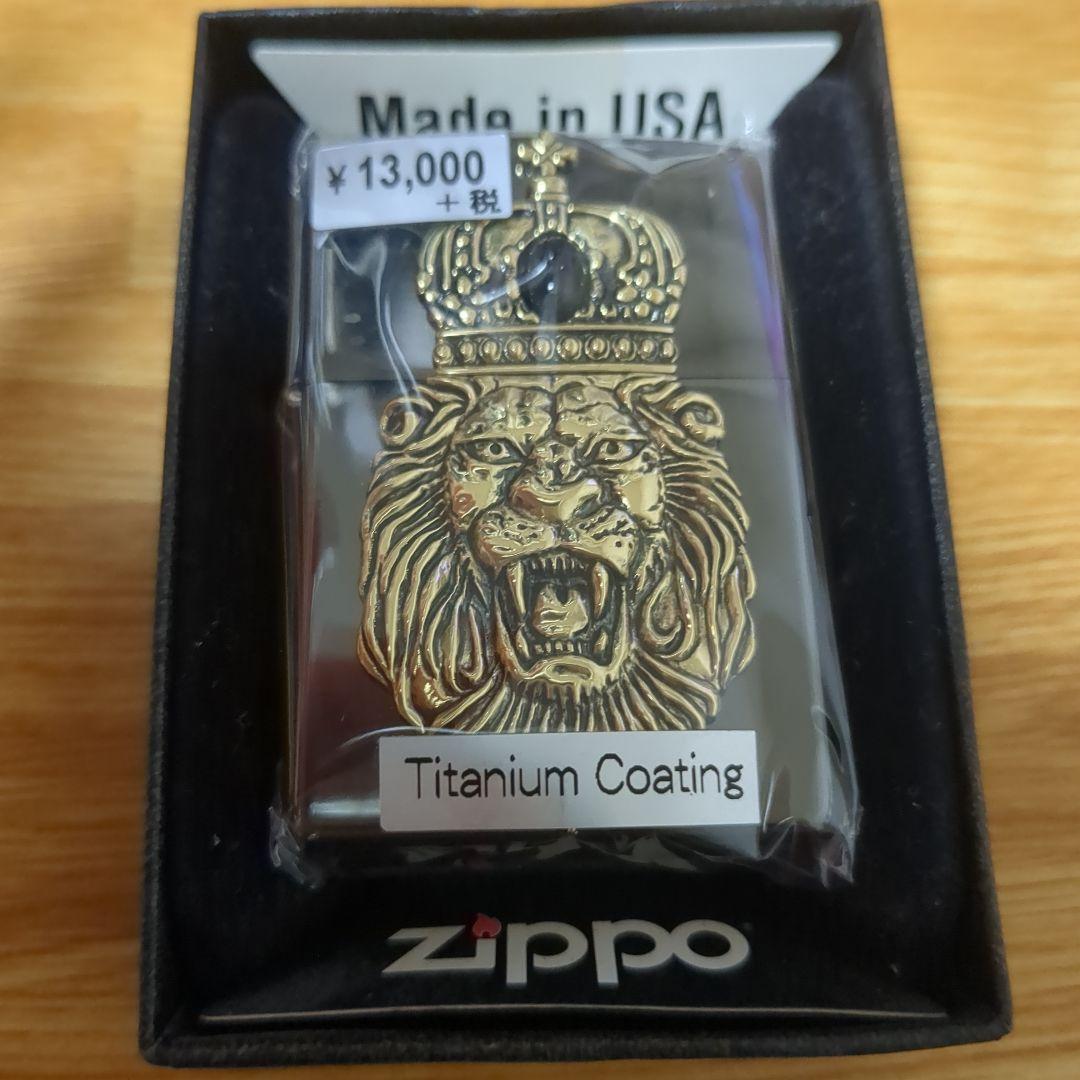 Made in USA
¥ 13,000
+ 税
Titanium Coating
zippo